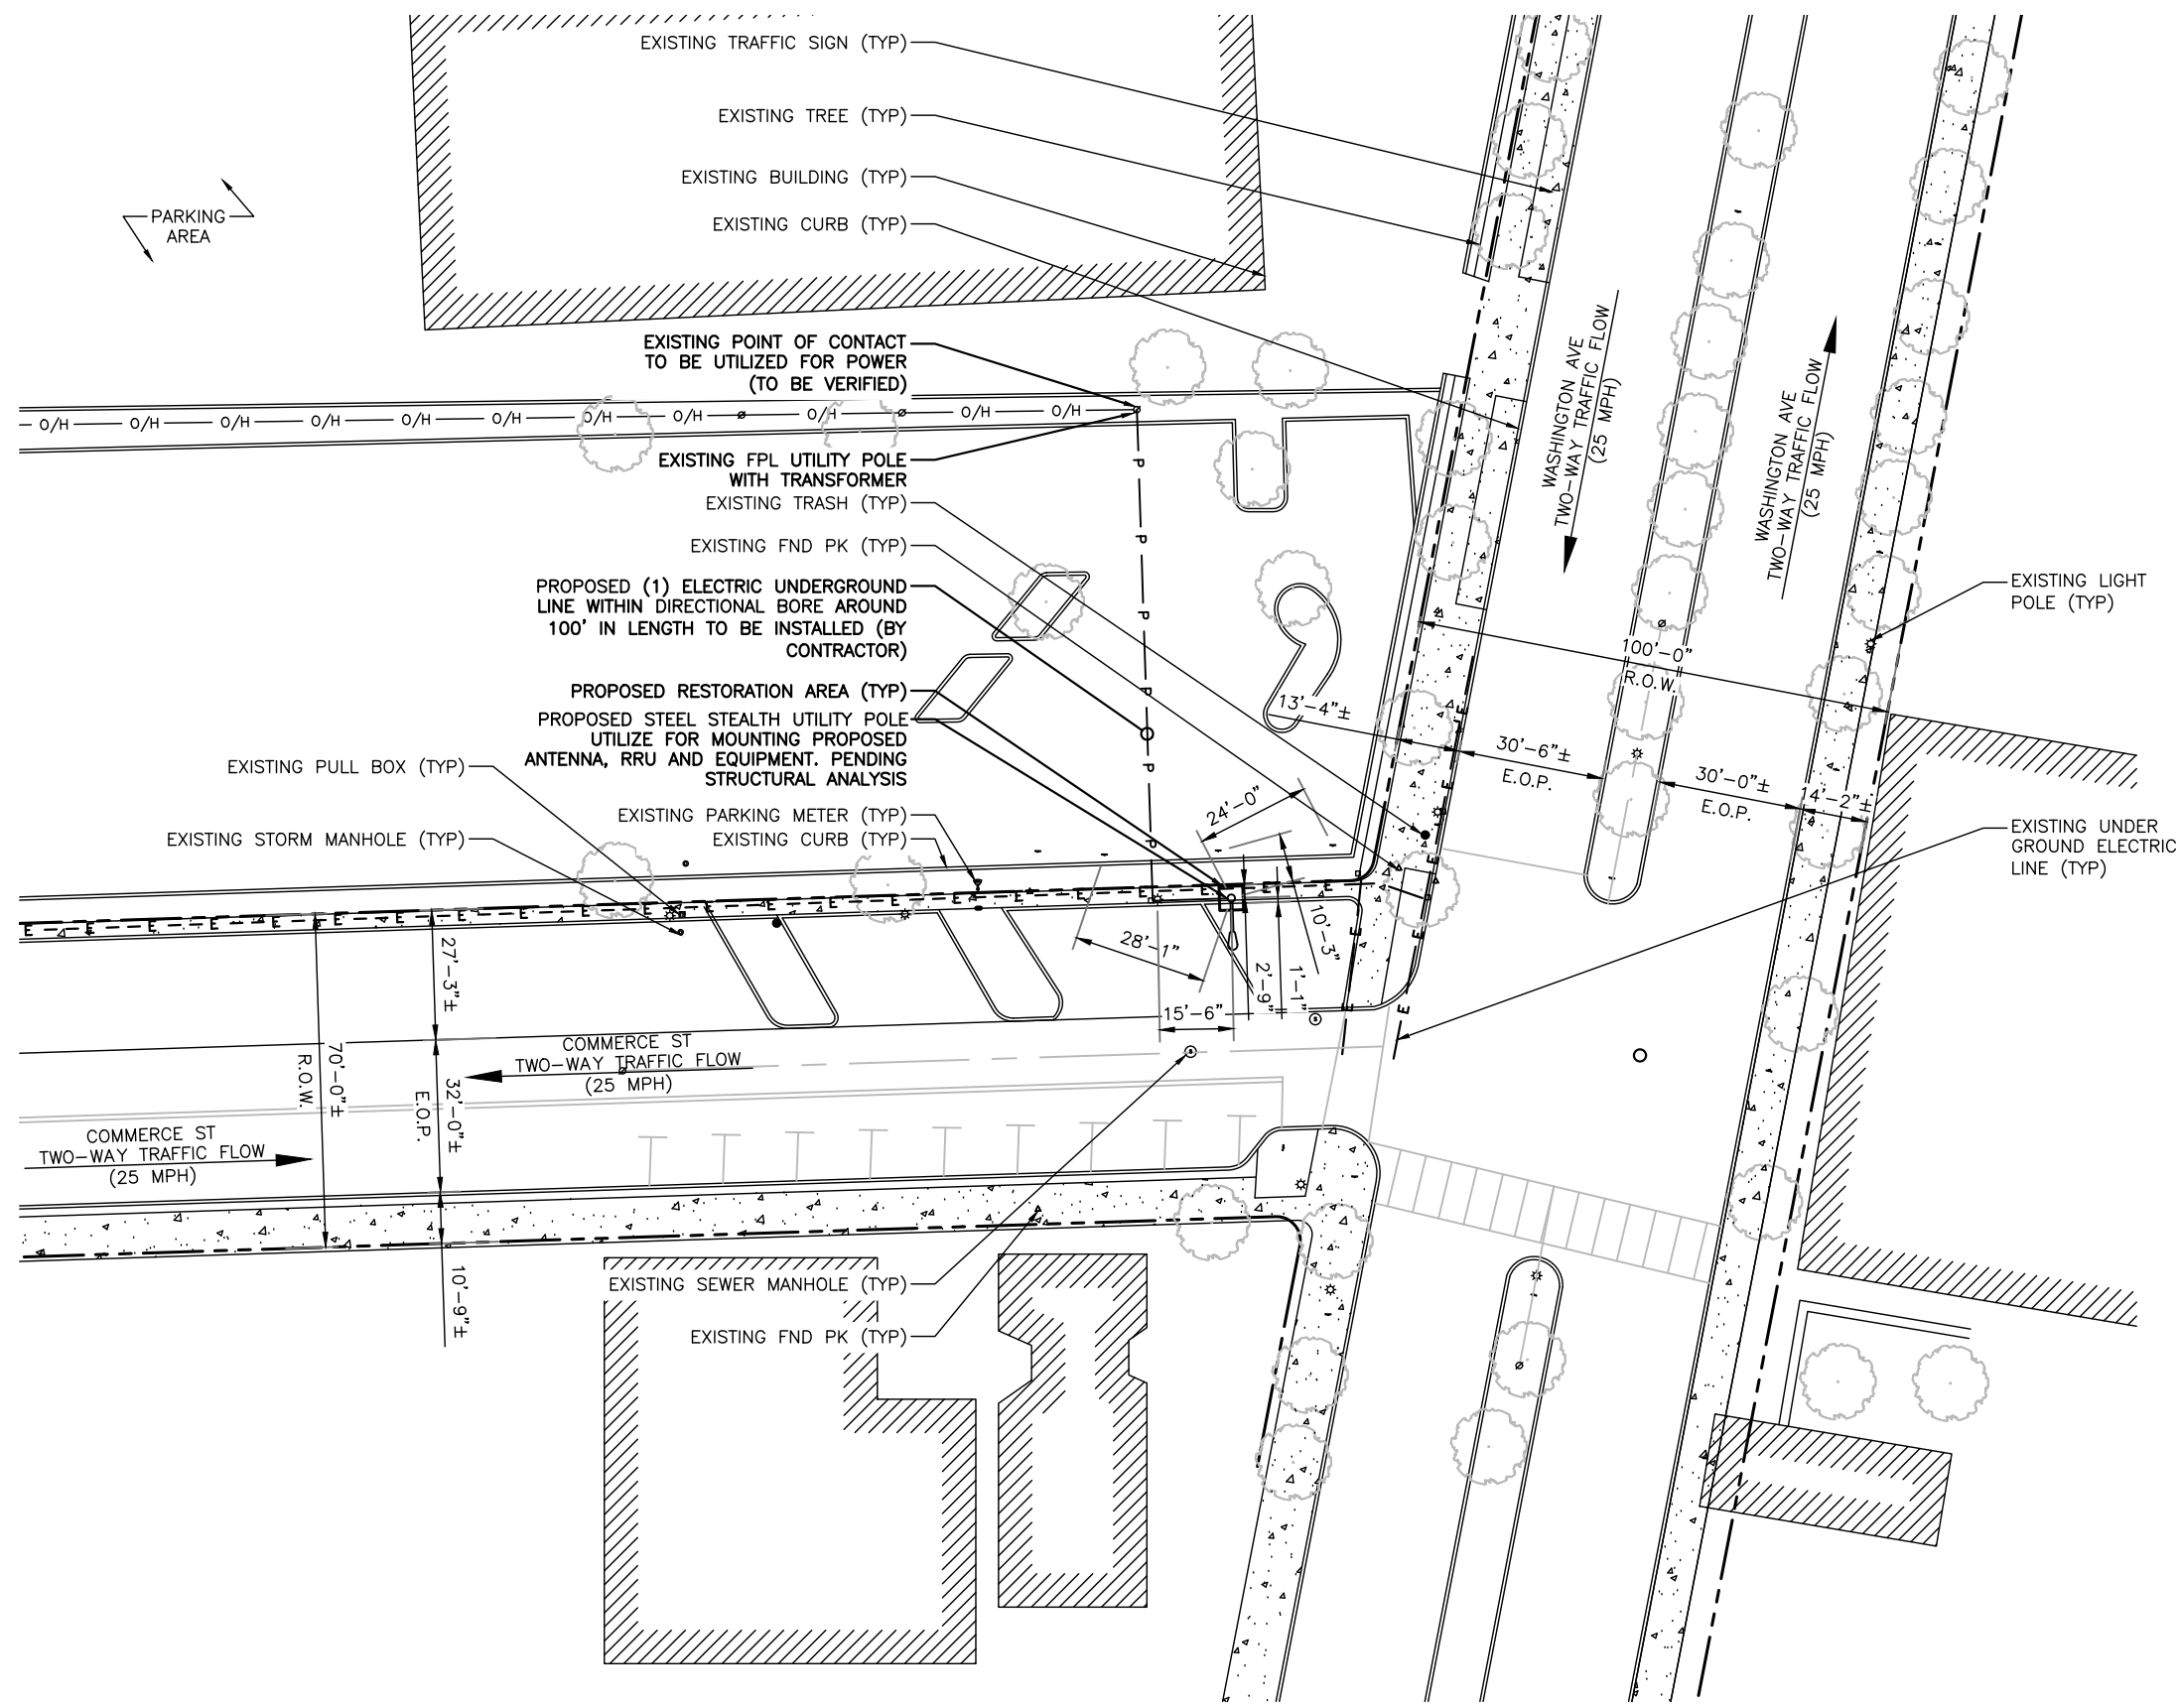 EXISTING TRAFFIC SIGN (TYP)
EXISTING TREE (TYP)
EXISTING BUILDING (TYP)
EXISTING CURB (TYP)
PARKING
AREA
EXISTING POINT OF CONTACT
TO BE UTILIZED FOR POWER
(TO BE VERIFIED)
O/H O/H O/H O/H O/H O/H O/H O/H O/H O/H O/H
EXISTING FPL UTILITY POLE
WITH TRANSFORMER
EXISTING TRASH (TYP)
EXISTING FND PK (TYP)
PROPOSED (1) ELECTRIC UNDERGROUND
LINE WITHIN DIRECTIONAL BORE AROUND
100' IN LENGTH TO BE INSTALLED (BY
CONTRACTOR)
PROPOSED RESTORATION AREA (TYP)
PROPOSED STEEL STEALTH UTILITY POLE
UTILIZE FOR MOUNTING PROPOSED
ANTENNA, RRU AND EQUIPMENT. PENDING
STRUCTURAL ANALYSIS
EXISTING PULL BOX (TYP)
EXISTING PARKING METER (TYP)
EXISTING STORM MANHOLE (TYP)
EXISTING CURB (TYP)
P P P P P P
WASHINGTON AVE
TWO-WAY TRAFFIC FLOW
(25 MPH)
WASHINGTON AVE
TWO-WAY TRAFFIC FLOW
(25 MPH)
EXISTING LIGHT
POLE (TYP)
100'-0"
R.O.W.
13'-4"±
30'-6"±
E.O.P.
30'-0"±
E.O.P.
14'-2"±
EXISTING UNDER
GROUND ELECTRIC
LINE (TYP)
24'-0"
10'-3"
1'-1"
2'-9"
28'-1"
15'-6"
E E E E E E E E E E E E E E E E E E E E
27'-3"±
70'-0"±
R.O.W.
32'-0"±
E.O.P.
10'-9"±
COMMERCE ST
TWO-WAY TRAFFIC FLOW
(25 MPH)
COMMERCE ST
TWO-WAY TRAFFIC FLOW
(25 MPH)
EXISTING SEWER MANHOLE (TYP)
EXISTING FND PK (TYP)